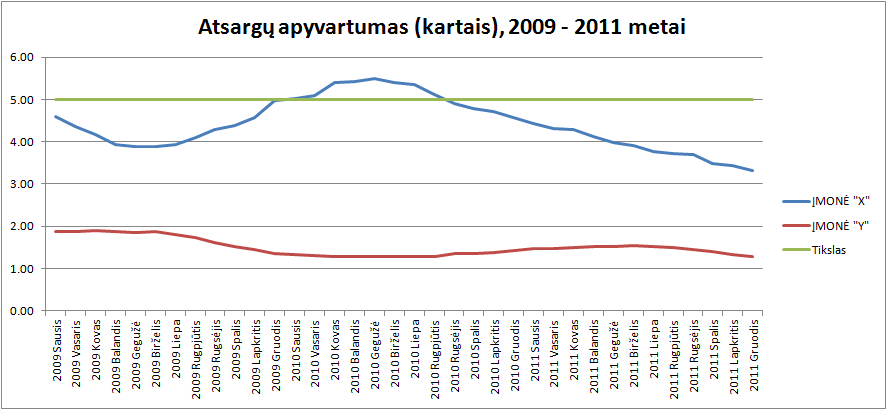 Atsargų apyvartumas (kartais), 2009 - 2011 metai
6.00
5.00
4.00
3.00
2.00
1.00
0.00
2009 Sausis
2009 Vasaris
2009 Kovas
2009 Balandis
2009 Gegužė
2009 Birželis
2009 Liepa
2009 Rugpjūtis
2009 Rugsėjis
2009 Spalis
2009 Lapkritis
2009 Gruodis
2010 Sausis
2010 Vasaris
2010 Kovas
2010 Balandis
2010 Gegužė
2010 Birželis
2010 Liepa
2010 Rugpjūtis
2010 Rugsėjis
2010 Spalis
2010 Lapkritis
2010 Gruodis
2011 Sausis
2011 Vasaris
2011 Kovas
2011 Balandis
2011 Gegužė
2011 Birželis
2011 Liepa
2011 Rugpjūtis
2011 Rugsėjis
2011 Spalis
2011 Lapkritis
2011 Gruodis
ĮMONĖ "X"
ĮMONĖ "Y"
Tikslas